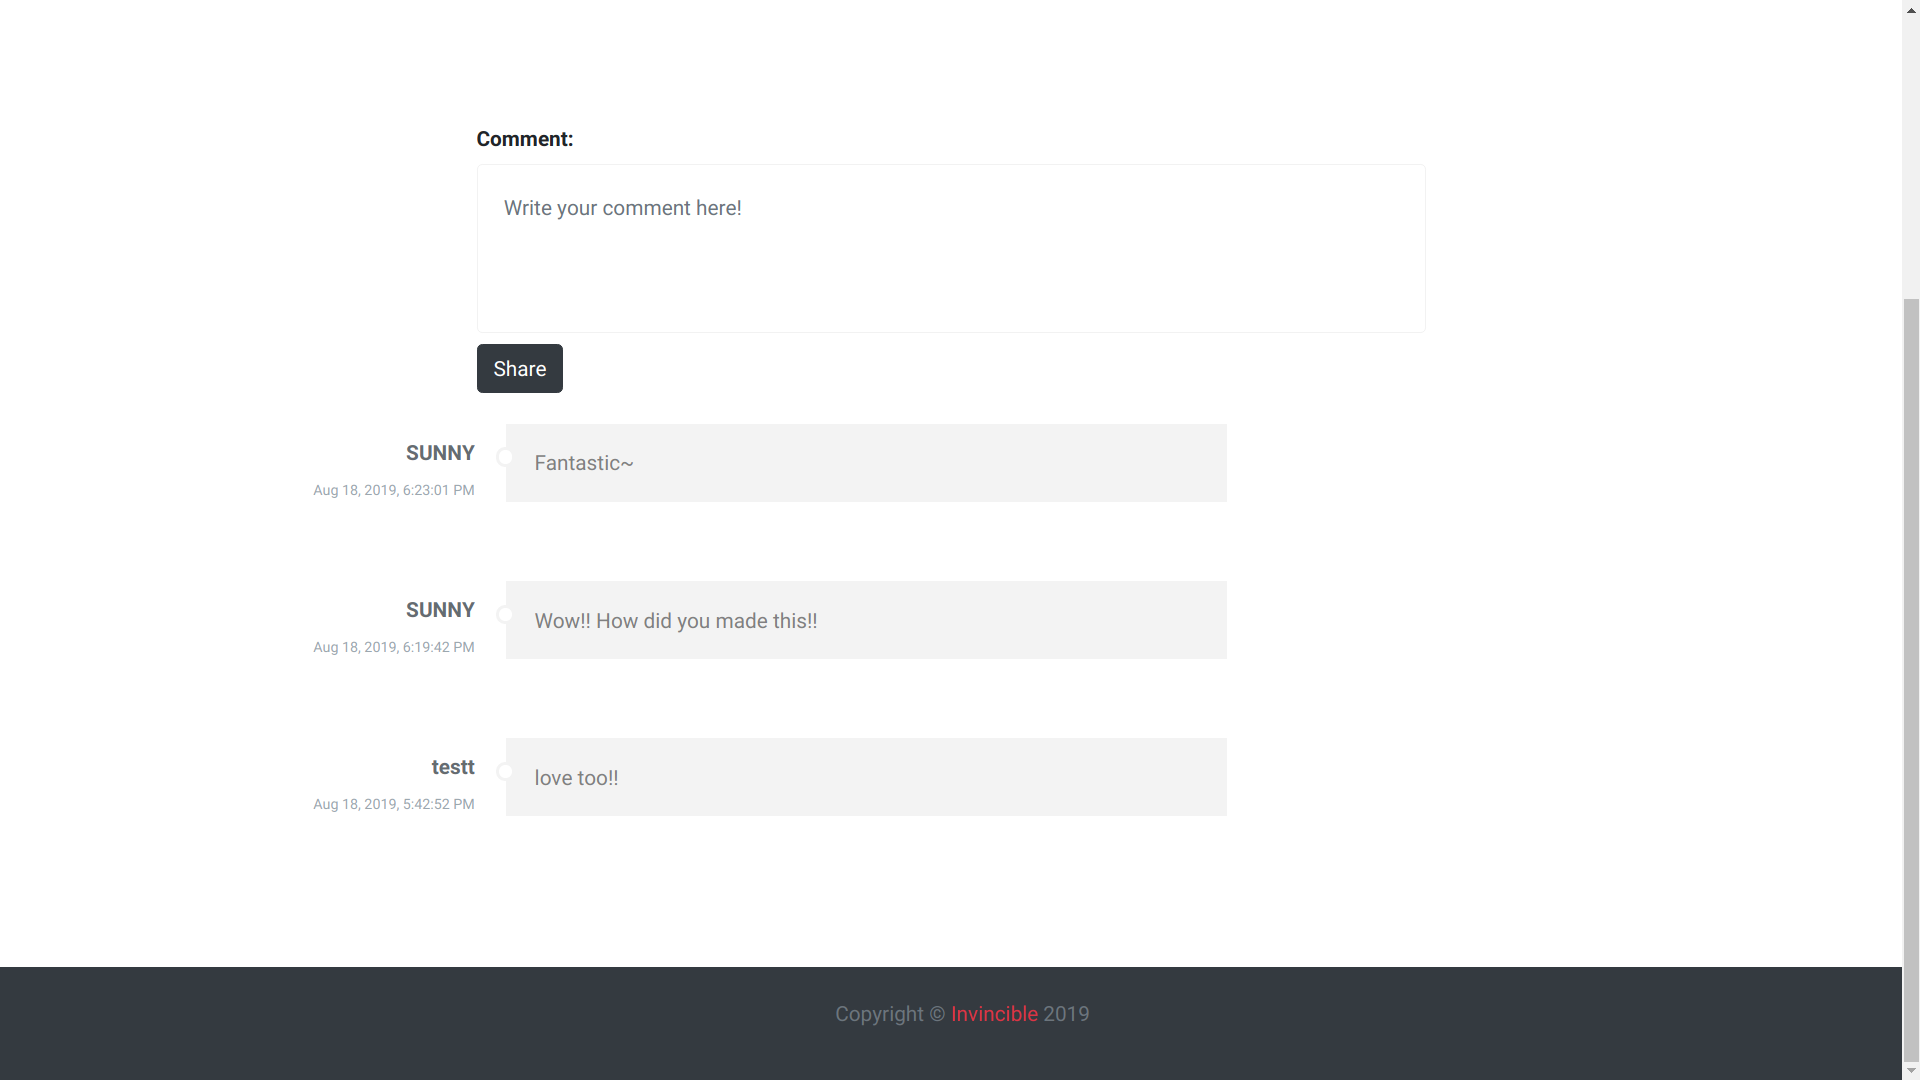 Comment:
Write your comment here!
Share
SUNNY
Aug 18, 2019, 6:23:01 PM
Fantastic~
SUNNY
Aug 18, 2019, 6:19:42 PM
Wow!! How did you made this!!
testt
Aug 18, 2019, 5:42:52 PM
love too!!
Copyright © Invincible 2019